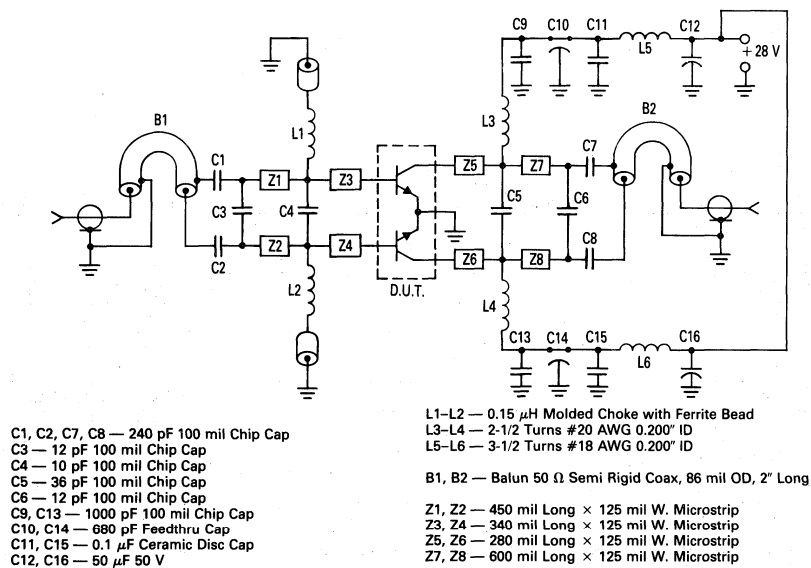 C9 C10 C11 C12
L5
+ 28 V
B1
L1
L3
B2
C1
C7
Z1 Z3
Z5 Z7
C3 C4
C5 C6
Z2 Z4
Z6 Z8
C2
C8
L2
D.U.T.
L4
C13 C14 C15 C16
L6
C1, C2, C7, C8 — 240 pF 100 mil Chip Cap
C3 — 12 pF 100 mil Chip Cap
C4 — 10 pF 100 mil Chip Cap
C5 — 36 pF 100 mil Chip Cap
C6 — 12 pF 100 mil Chip Cap
C9, C13 — 1000 pF 100 mil Chip Cap
C10, C14 — 680 pF Feedthru Cap
C11, C15 — 0.1 μF Ceramic Disc Cap
C12, C16 — 50 μF 50 V
L1–L2 — 0.15 μH Molded Choke with Ferrite Bead
L3–L4 — 2-1/2 Turns #20 AWG 0.200" ID
L5–L6 — 3-1/2 Turns #18 AWG 0.200" ID
B1, B2 — Balun 50 Ω Semi Rigid Coax, 86 mil OD, 2" Long
Z1, Z2 — 450 mil Long × 125 mil W. Microstrip
Z3, Z4 — 340 mil Long × 125 mil W. Microstrip
Z5, Z6 — 280 mil Long × 125 mil W. Microstrip
Z7, Z8 — 600 mil Long × 125 mil W. Microstrip